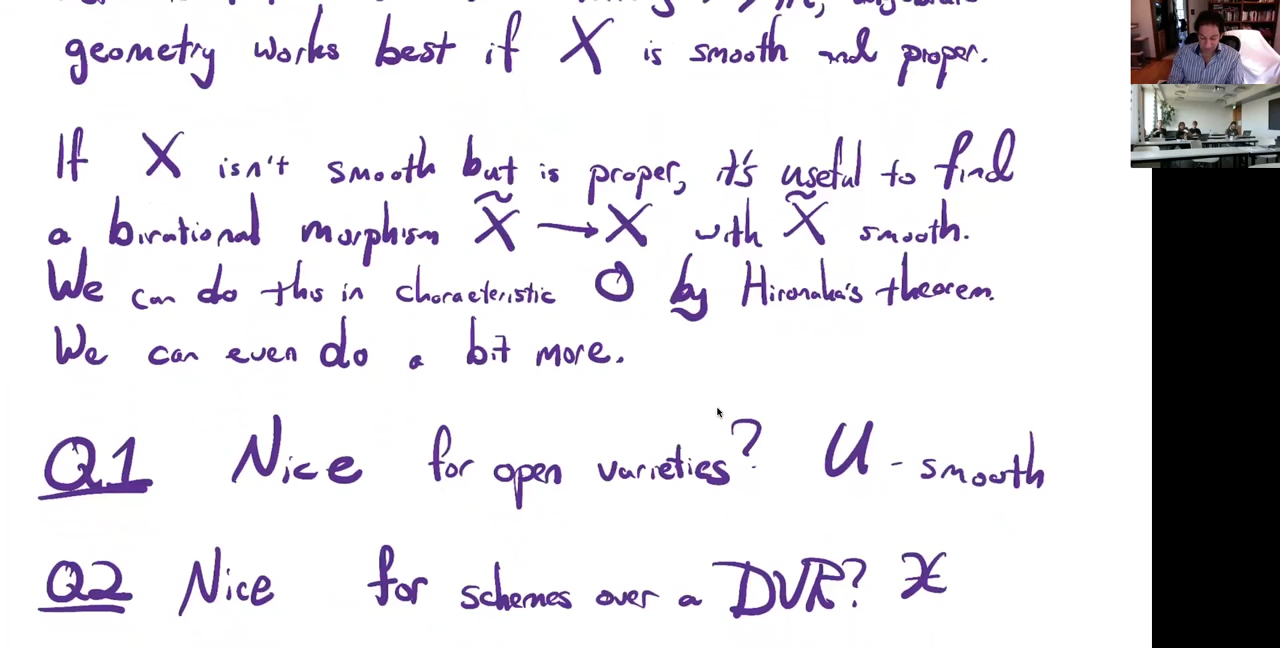 geometry works best if X is smooth and proper.
If X isn't smooth but is proper, it's useful to find
a birational morphism X̃ → X with X̃ smooth.
We can do this in characteristic 0 by Hironaka's theorem.
We can even do a bit more.
Q1 Nice for open varieties? U - smooth
Q2 Nice for schemes over a DVR? 𝒳